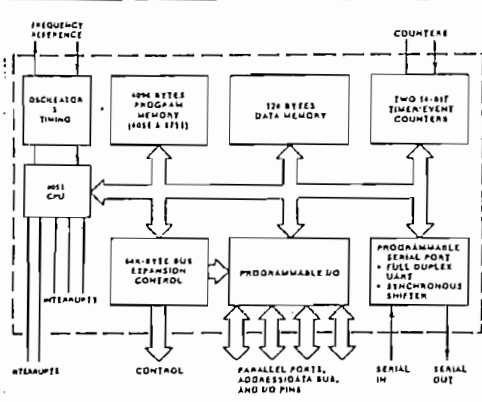 FREQUENCY
REFERENCE
COUNTERS
OSCILLATOR
&
TIMING
4096 BYTES
PROGRAM
MEMORY
(8051 & 8751)
128 BYTES
DATA MEMORY
TWO 16-BIT
TIMER/EVENT
COUNTERS
8051
CPU
64K-BYTE BUS
EXPANSION
CONTROL
PROGRAMMABLE I/O
PROGRAMMABLE
SERIAL PORT
• FULL DUPLEX
UART
• SYNCHRONOUS
SHIFTER
INTERRUPTS
INTERRUPTS
CONTROL
PARALLEL PORTS,
ADDRESS/DATA BUS,
AND I/O PINS
SERIAL
IN
SERIAL
OUT